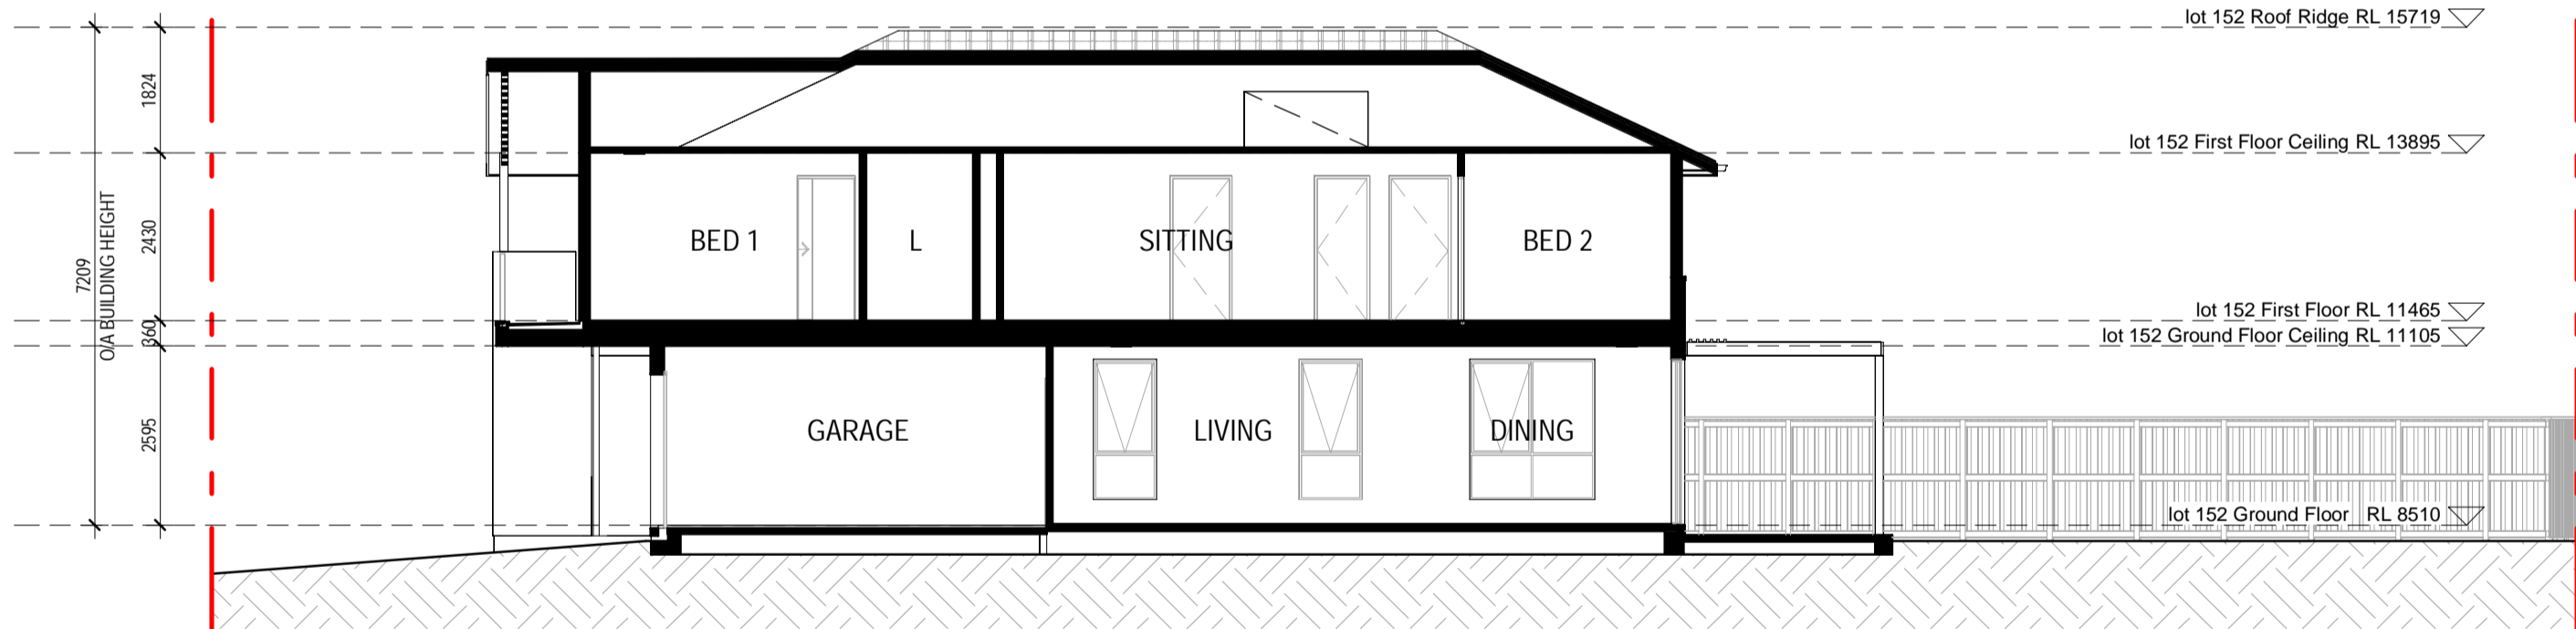 lot 152 Roof Ridge RL 15719
1824
lot 152 First Floor Ceiling RL 13895
7209
O/A BUILDING HEIGHT
2430
BED 1
L
SITTING
BED 2
lot 152 First Floor RL 11465
360
lot 152 Ground Floor Ceiling RL 11105
2595
GARAGE
LIVING
DINING
lot 152 Ground Floor RL 8510